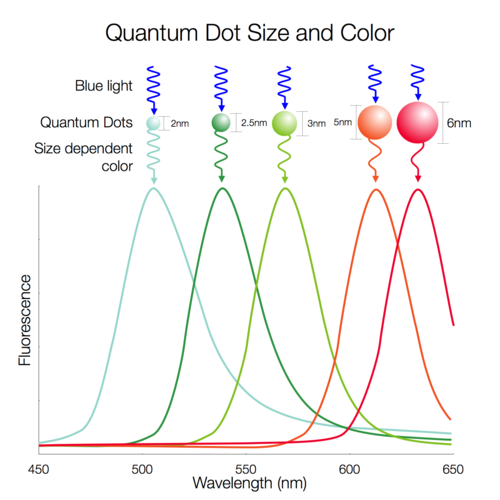 Quantum Dot Size and Color
Blue light
Quantum Dots
2nm
2.5nm
3nm
5nm
6nm
Size dependent
color
Fluorescence
450
500
550
600
650
Wavelength (nm)